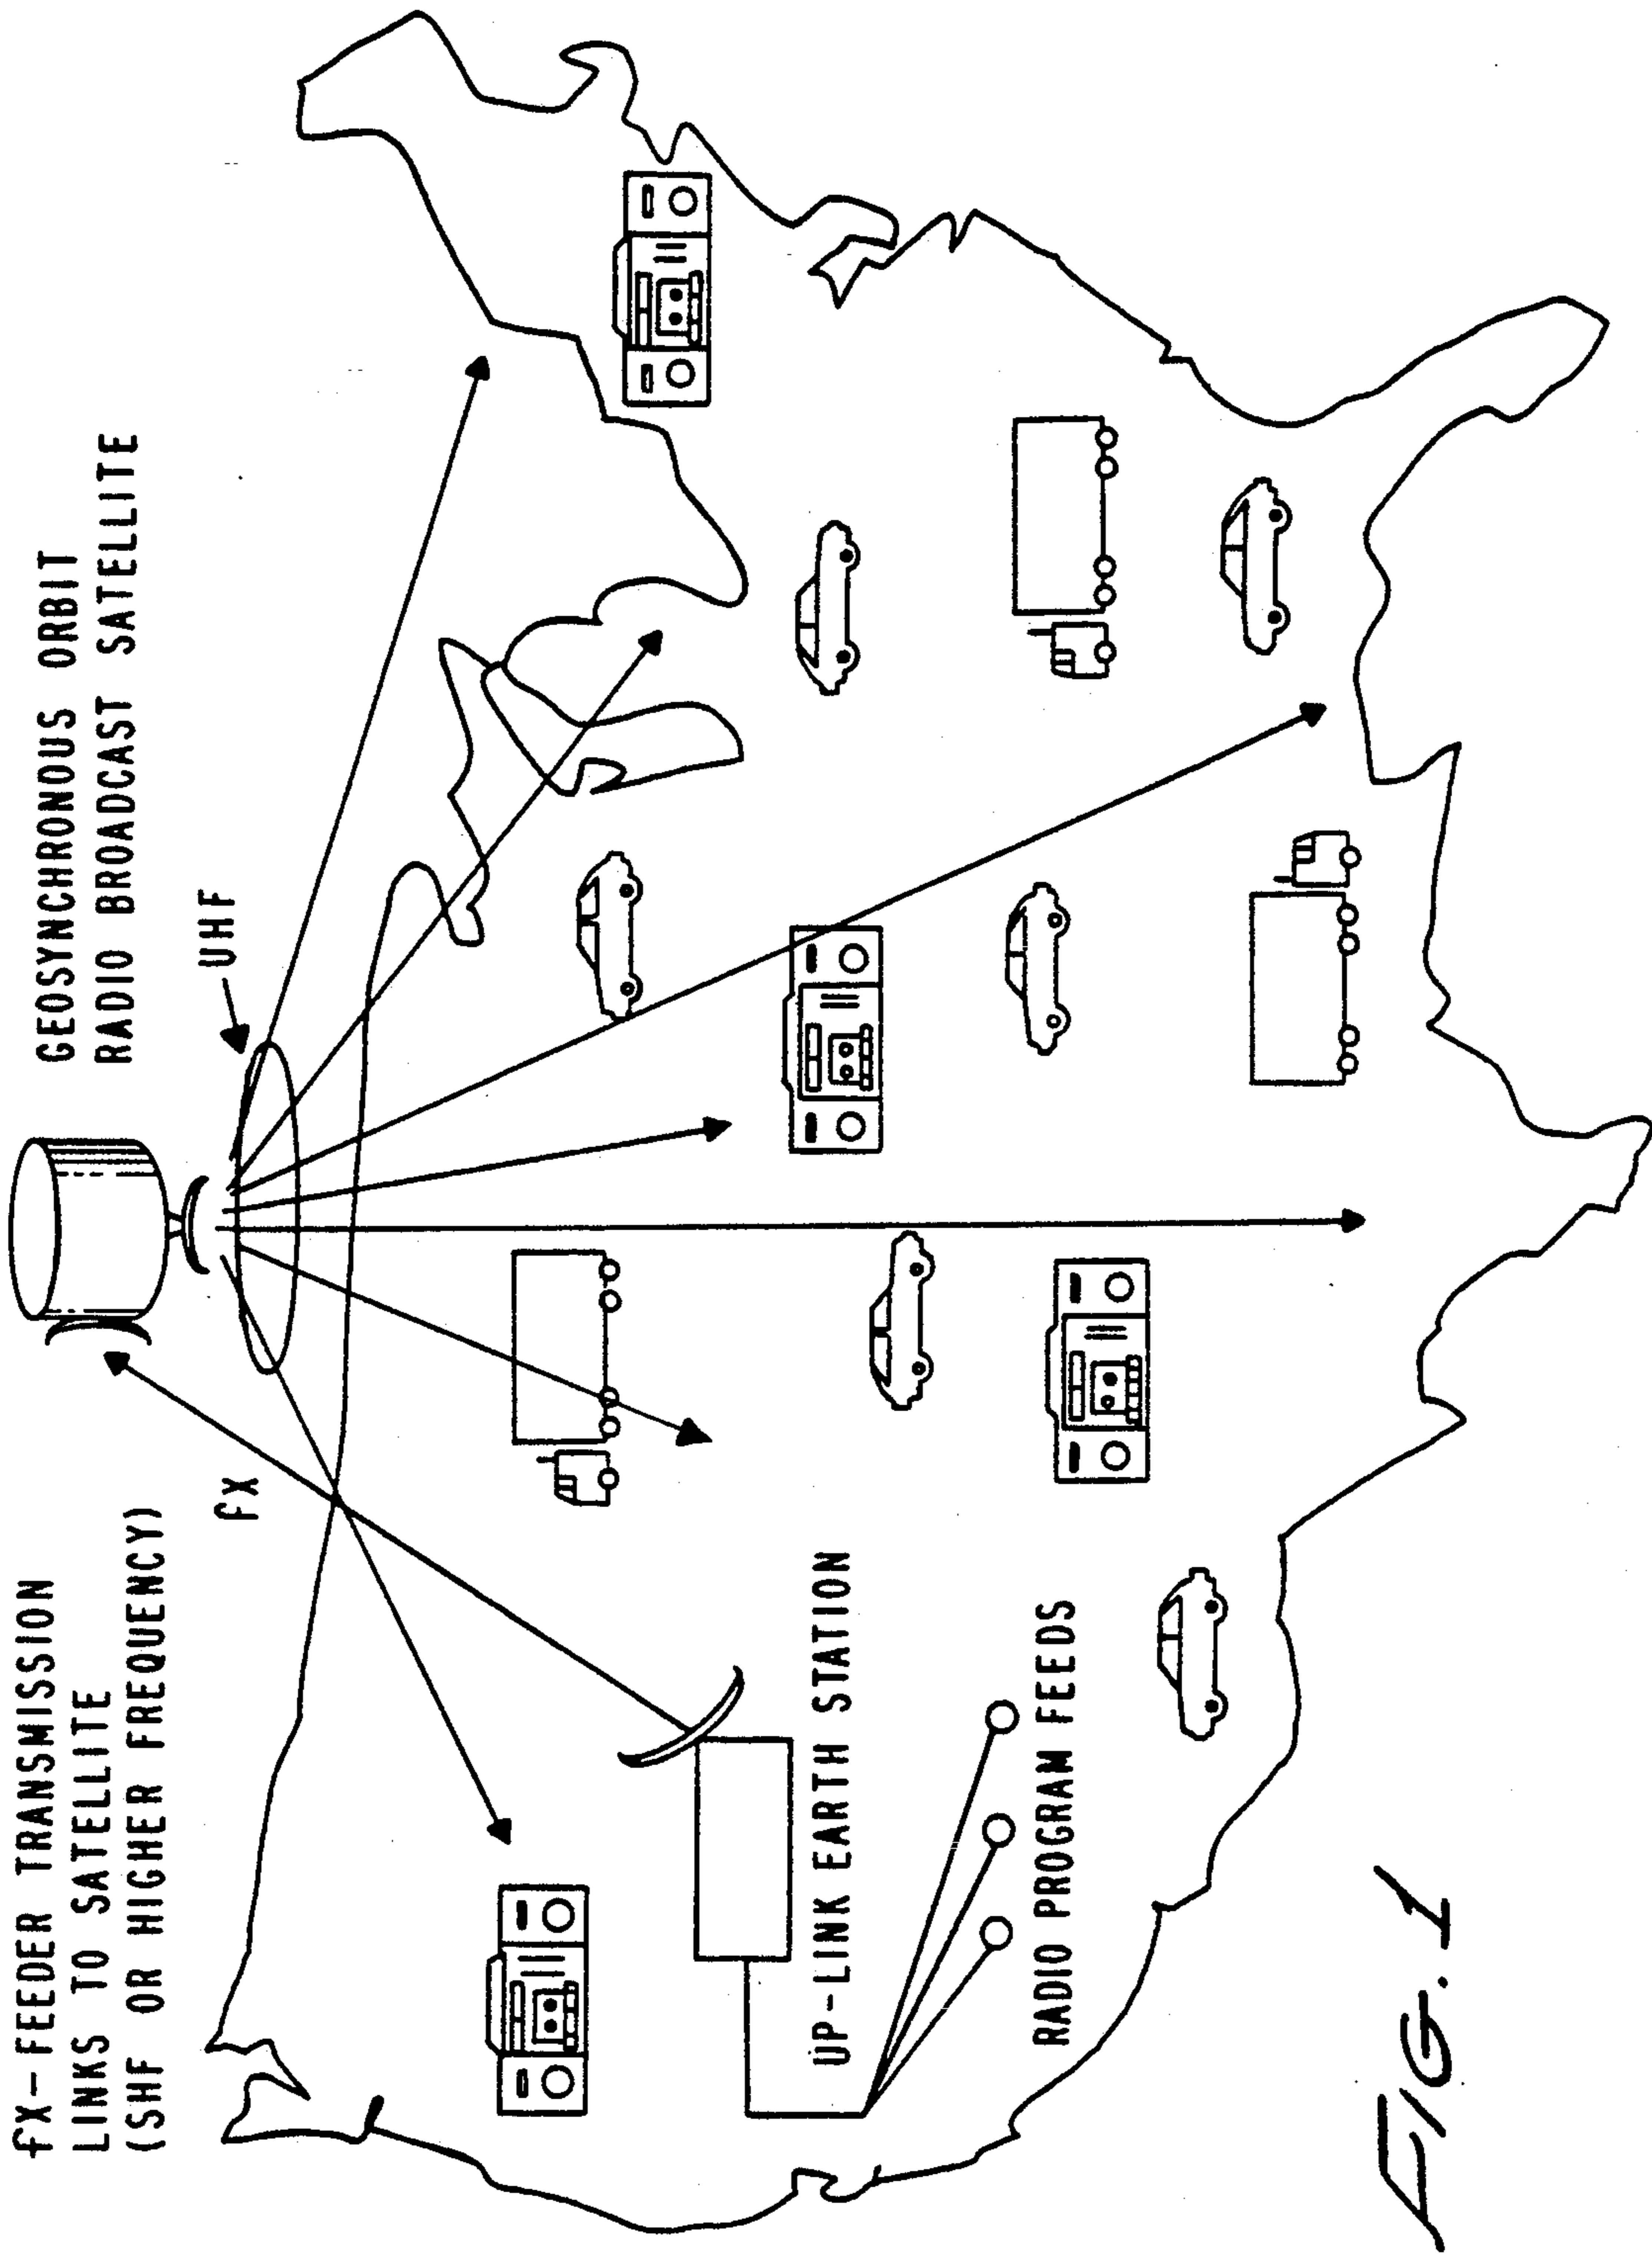 fX-FEEDER TRANSMISSION
LINKS TO SATELLITE
(SHF OR HIGHER FREQUENCY)
fX
GEOSYNCHRONOUS ORBIT
RADIO BROADCAST SATELLITE
UHF
UP-LINK EARTH STATION
RADIO PROGRAM FEEDS
FIG. 1